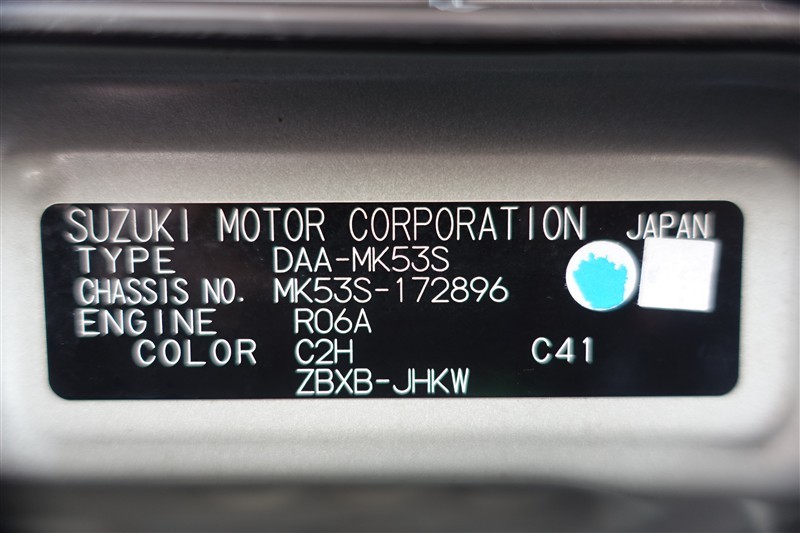 SUZUKI MOTOR CORPORATION JAPAN
TYPE DAA-MK53S
CHASSIS NO. MK53S-172896
ENGINE R06A
COLOR C2H C41
ZBXB-JHKW